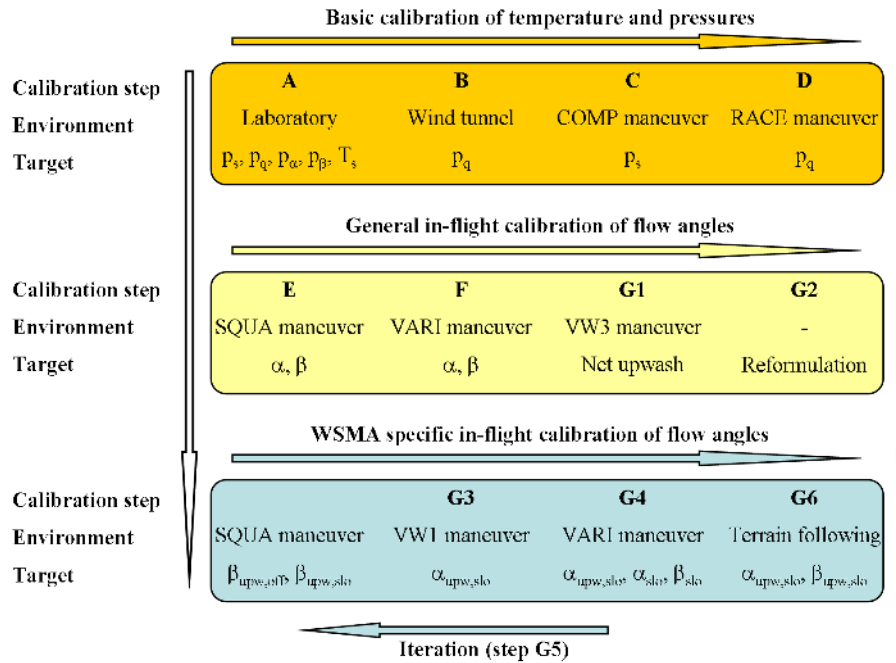 Basic calibration of temperature and pressures
Calibration step A B C D
Environment Laboratory Wind tunnel COMP maneuver RACE maneuver
Target pₛ, p_q, p_α, p_β, Tₛ p_q pₛ p_q
General in-flight calibration of flow angles
Calibration step E F G1 G2
Environment SQUA maneuver VARI maneuver VW3 maneuver -
Target α, β α, β Net upwash Reformulation
WSMA specific in-flight calibration of flow angles
Calibration step G3 G4 G6
Environment SQUA maneuver VW1 maneuver VARI maneuver Terrain following
Target β_upw,off, β_upw,slo α_upw,slo α_upw,slo, α_slo, β_slo α_upw,slo, β_upw,slo
Iteration (step G5)